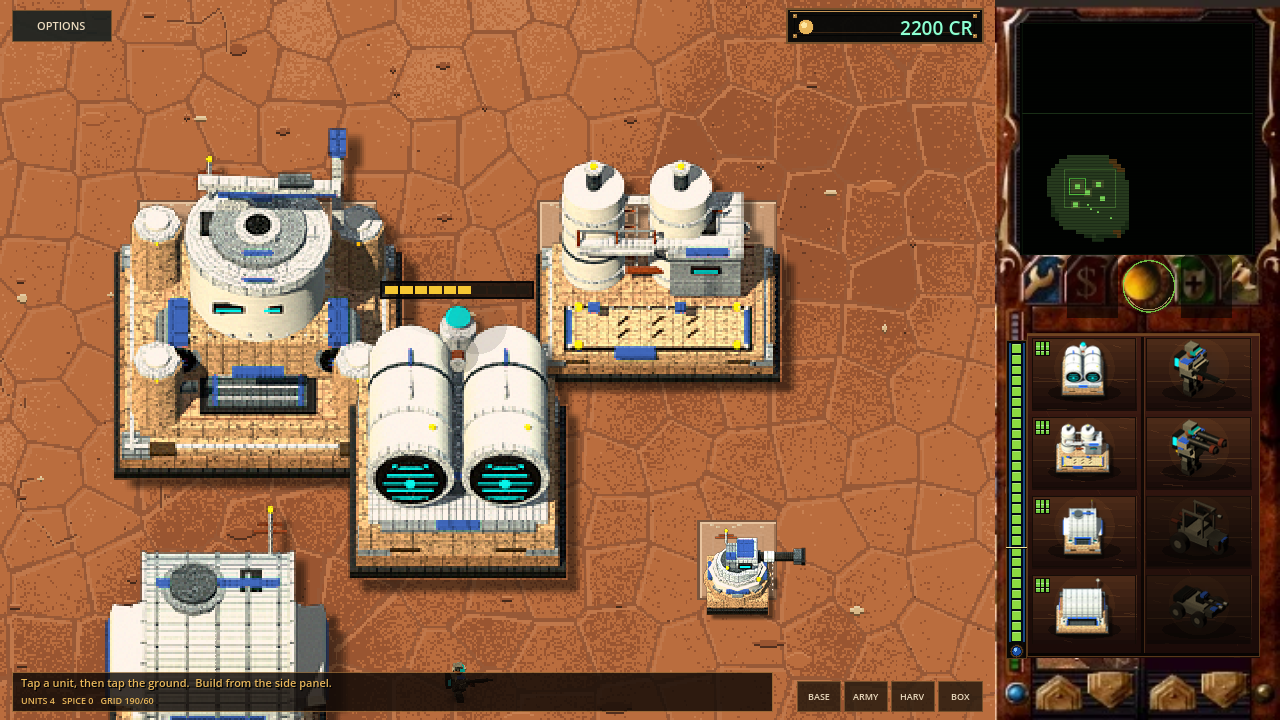 OPTIONS
2200 CR
Tap a unit, then tap the ground. Build from the side panel.
UNITS 4 SPICE 0 GRID 190/60
BASE
ARMY
HARV
BOX